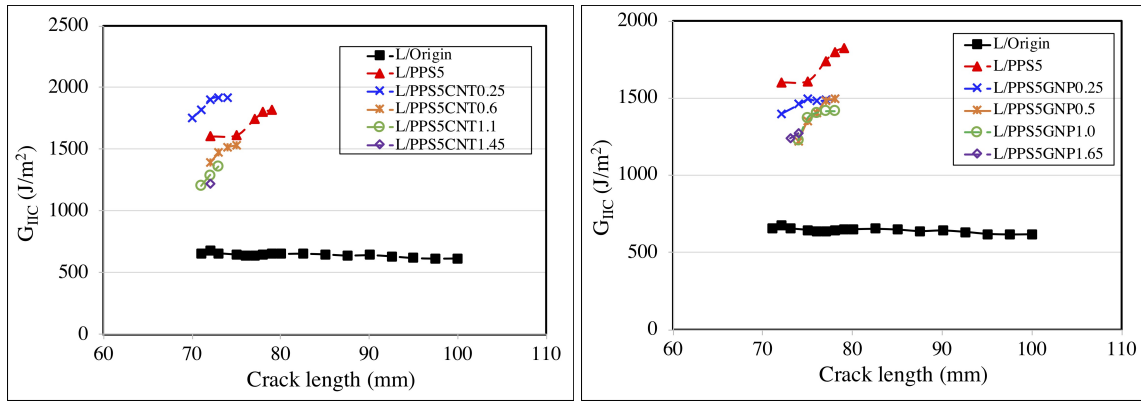 2500
2000
1500
1000
500
0
60
70
80
90
100
110
G_IIC (J/m²)
Crack length (mm)
L/Origin
L/PPS5
L/PPS5CNT0.25
L/PPS5CNT0.6
L/PPS5CNT1.1
L/PPS5CNT1.45
2000
1500
1000
500
0
60
70
80
90
100
110
G_IIC (J/m²)
Crack length (mm)
L/Origin
L/PPS5
L/PPS5GNP0.25
L/PPS5GNP0.5
L/PPS5GNP1.0
L/PPS5GNP1.65